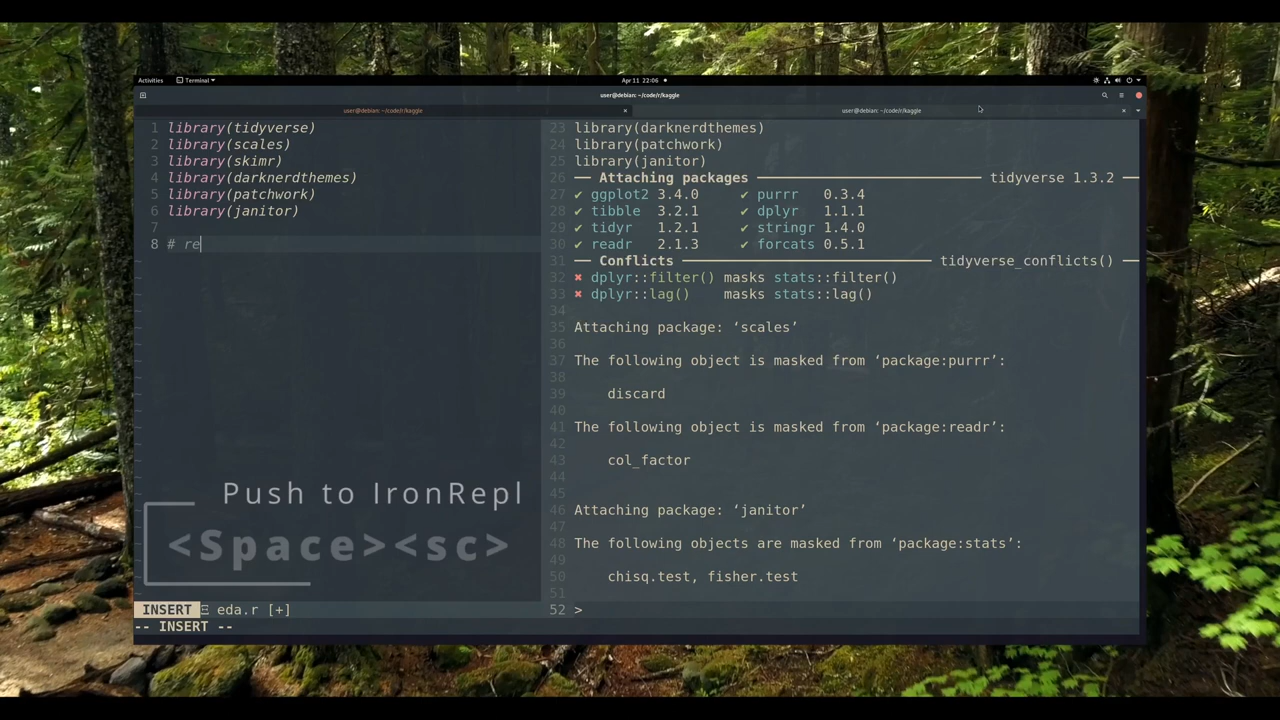 Activities Terminal Apr 11 22:06
user@debian: ~/code/r/kaggle
user@debian: ~/code/r/kaggle user@debian: ~/code/r/kaggle
1 library(tidyverse)
2 library(scales)
3 library(skimr)
4 library(darknerdthemes)
5 library(patchwork)
6 library(janitor)
7
8 # re
Push to IronRepl
<Space><sc>
INSERT eda.r [+]
-- INSERT --
23 library(darknerdthemes)
24 library(patchwork)
25 library(janitor)
26 ── Attaching packages ──── tidyverse 1.3.2 ──
27 ✔ ggplot2 3.4.0 ✔ purrr 0.3.4
28 ✔ tibble 3.2.1 ✔ dplyr 1.1.1
29 ✔ tidyr 1.2.1 ✔ stringr 1.4.0
30 ✔ readr 2.1.3 ✔ forcats 0.5.1
31 ── Conflicts ──── tidyverse_conflicts() ──
32 ✖ dplyr::filter() masks stats::filter()
33 ✖ dplyr::lag() masks stats::lag()
34
35 Attaching package: ‘scales’
36
37 The following object is masked from ‘package:purrr’:
38
39 discard
40
41 The following object is masked from ‘package:readr’:
42
43 col_factor
44
45
46 Attaching package: ‘janitor’
47
48 The following objects are masked from ‘package:stats’:
49
50 chisq.test, fisher.test
51
52 >